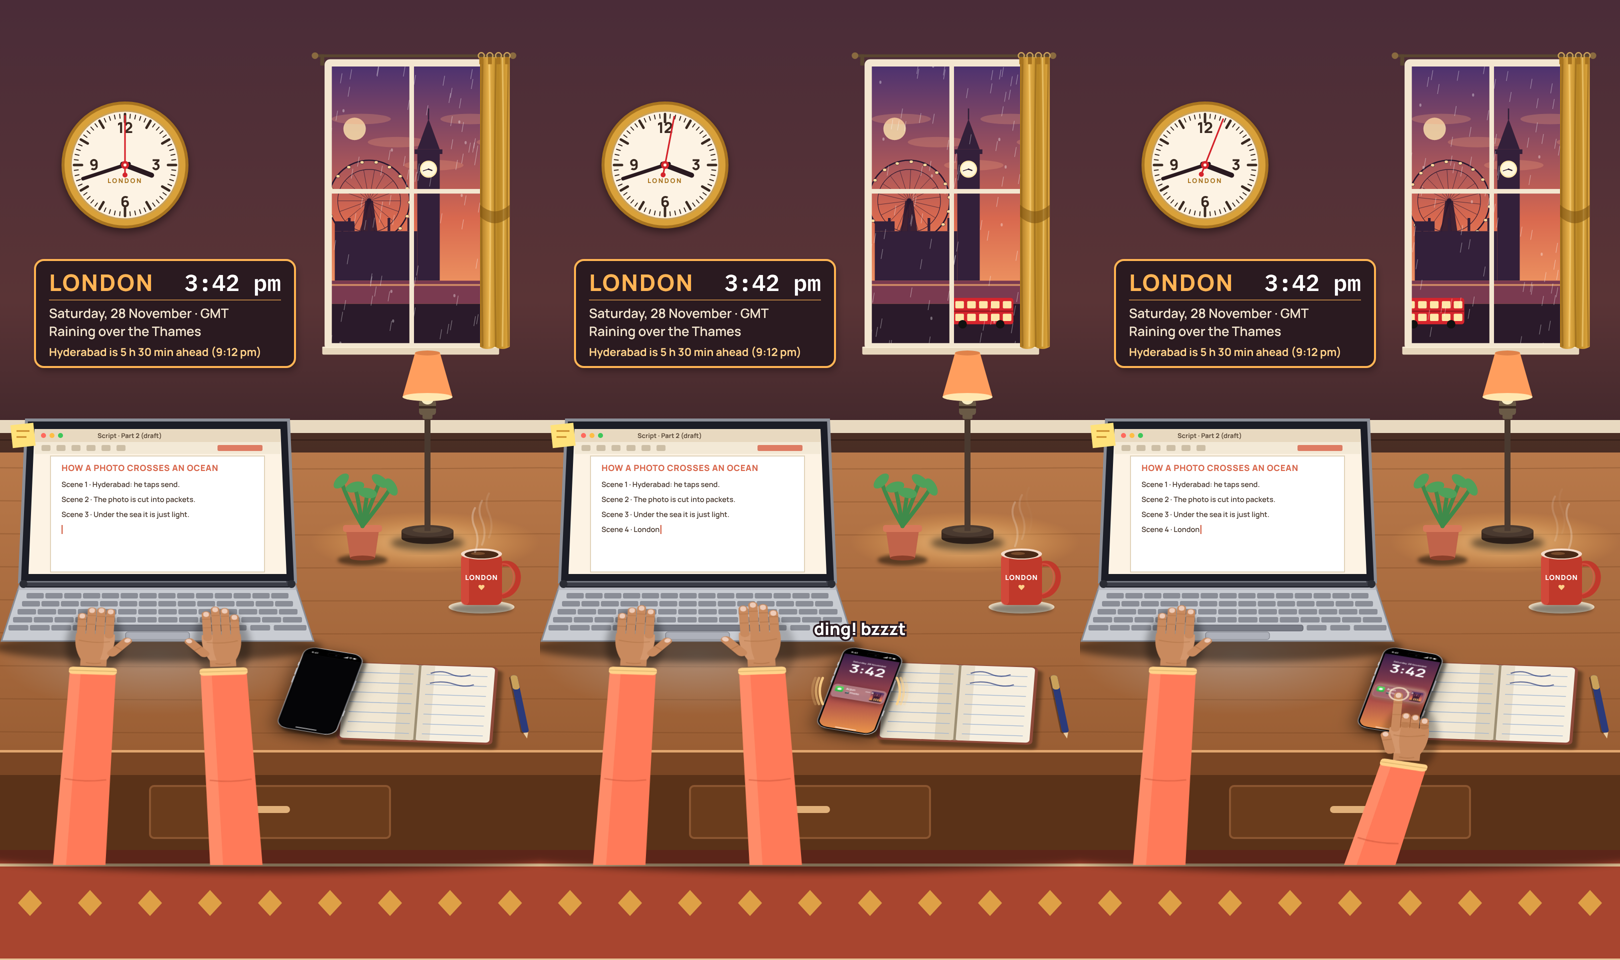 12
9
3
6
LONDON
LONDON 3:42 pm
Saturday, 28 November · GMT
Raining over the Thames
Hyderabad is 5 h 30 min ahead (9:12 pm)
Script · Part 2 (draft)
HOW A PHOTO CROSSES AN OCEAN
Scene 1 · Hyderabad: he taps send.
Scene 2 · The photo is cut into packets.
Scene 3 · Under the sea it is just light.
LONDON
12
9
3
6
LONDON
LONDON 3:42 pm
Saturday, 28 November · GMT
Raining over the Thames
Hyderabad is 5 h 30 min ahead (9:12 pm)
Script · Part 2 (draft)
HOW A PHOTO CROSSES AN OCEAN
Scene 1 · Hyderabad: he taps send.
Scene 2 · The photo is cut into packets.
Scene 3 · Under the sea it is just light.
Scene 4 · London
LONDON
ding! bzzzt
3:42
12
9
3
6
LONDON
LONDON 3:42 pm
Saturday, 28 November · GMT
Raining over the Thames
Hyderabad is 5 h 30 min ahead (9:12 pm)
Script · Part 2 (draft)
HOW A PHOTO CROSSES AN OCEAN
Scene 1 · Hyderabad: he taps send.
Scene 2 · The photo is cut into packets.
Scene 3 · Under the sea it is just light.
Scene 4 · London
LONDON
3:42